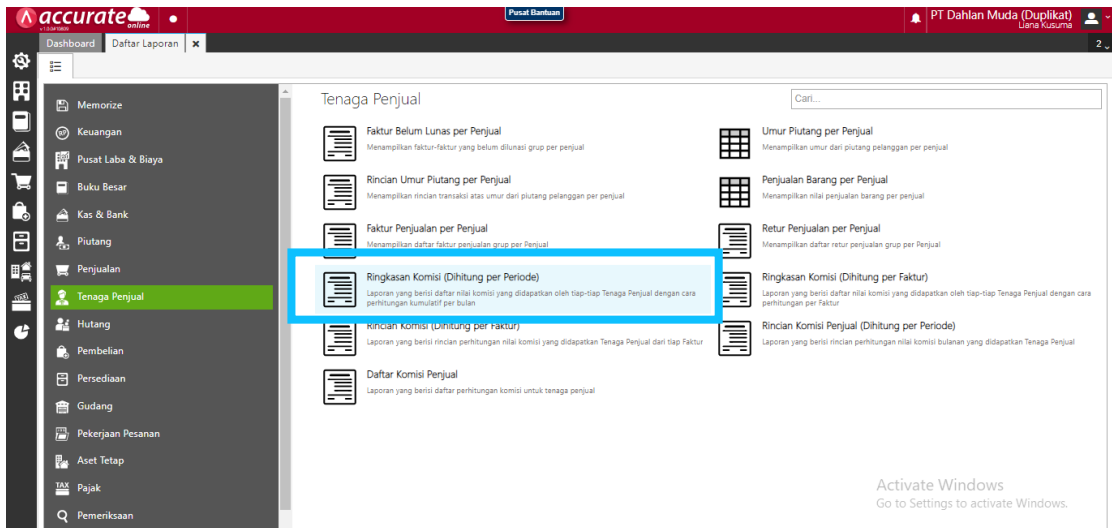 accurate
online
Pusat Bantuan
PT Dahlan Muda (Duplikat)
Liana Kusuma
Dashboard
Daftar Laporan
2
Memorize
Keuangan
Pusat Laba & Biaya
Buku Besar
Kas & Bank
Piutang
Penjualan
Tenaga Penjual
Hutang
Pembelian
Persediaan
Gudang
Pekerjaan Pesanan
Aset Tetap
TAX Pajak
Pemeriksaan
Tenaga Penjual
Cari...
Faktur Belum Lunas per Penjual
Menampilkan faktur-faktur yang belum dilunasi grup per penjual
Umur Piutang per Penjual
Menampilkan umur dari piutang pelanggan per penjual
Rincian Umur Piutang per Penjual
Menampilkan rincian transaksi atas umur dari piutang pelanggan per penjual
Penjualan Barang per Penjual
Menampilkan nilai penjualan barang per penjual
Faktur Penjualan per Penjual
Menampilkan daftar faktur penjualan grup per Penjual
Retur Penjualan per Penjual
Menampilkan daftar retur penjualan grup per Penjual
Ringkasan Komisi (Dihitung per Periode)
Laporan yang berisi daftar nilai komisi yang didapatkan oleh tiap-tiap Tenaga Penjual dengan cara
perhitungan kumulatif per bulan
Ringkasan Komisi (Dihitung per Faktur)
Laporan yang berisi daftar nilai komisi yang didapatkan oleh tiap-tiap Tenaga Penjual dengan cara
perhitungan per Faktur
Rincian Komisi (Dihitung per Faktur)
Laporan yang berisi rincian perhitungan nilai komisi yang didapatkan Tenaga Penjual dari tiap Faktur
Rincian Komisi Penjual (Dihitung per Periode)
Laporan yang berisi rincian perhitungan nilai komisi bulanan yang didapatkan Tenaga Penjual
Daftar Komisi Penjual
Laporan yang berisi daftar perhitungan komisi untuk tenaga penjual
Activate Windows
Go to Settings to activate Windows.